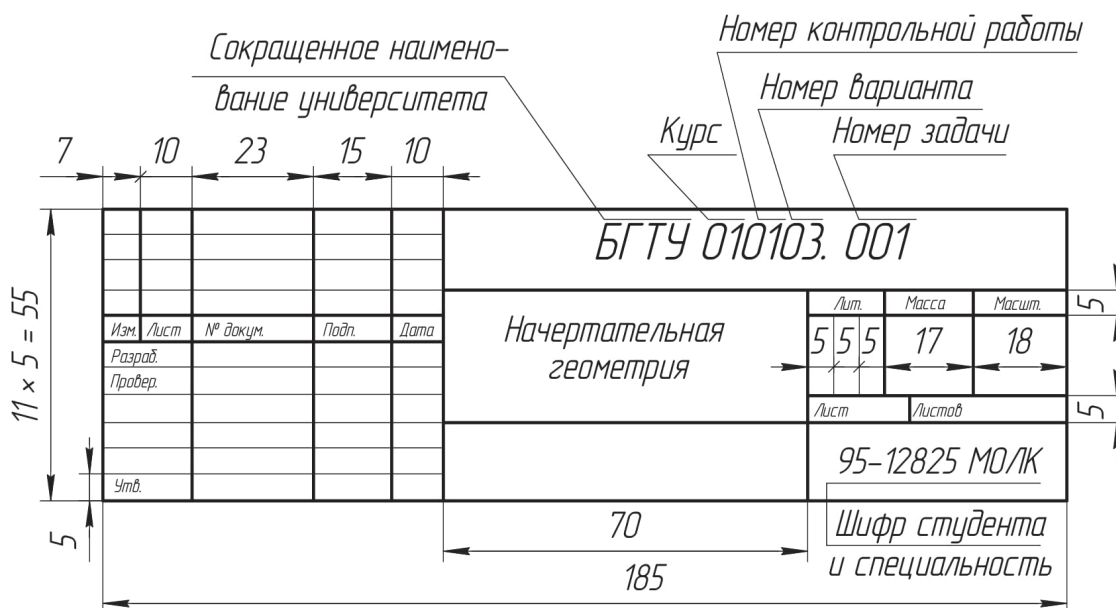 Номер контрольной работы
Сокращенное наимено-
вание университета
Номер варианта
Курс
Номер задачи
7 10 23 15 10
БГТУ 010103. 001
11 × 5 = 55
Изм. Лист № докум. Подп. Дата
Разраб.
Провер.
Утв.
5
Начертательная
геометрия
Лит. Масса Масшт.
5 5 5 17 18
5
Лист Листов
5
95-12825 МОЛК
Шифр студента
и специальность
70
185